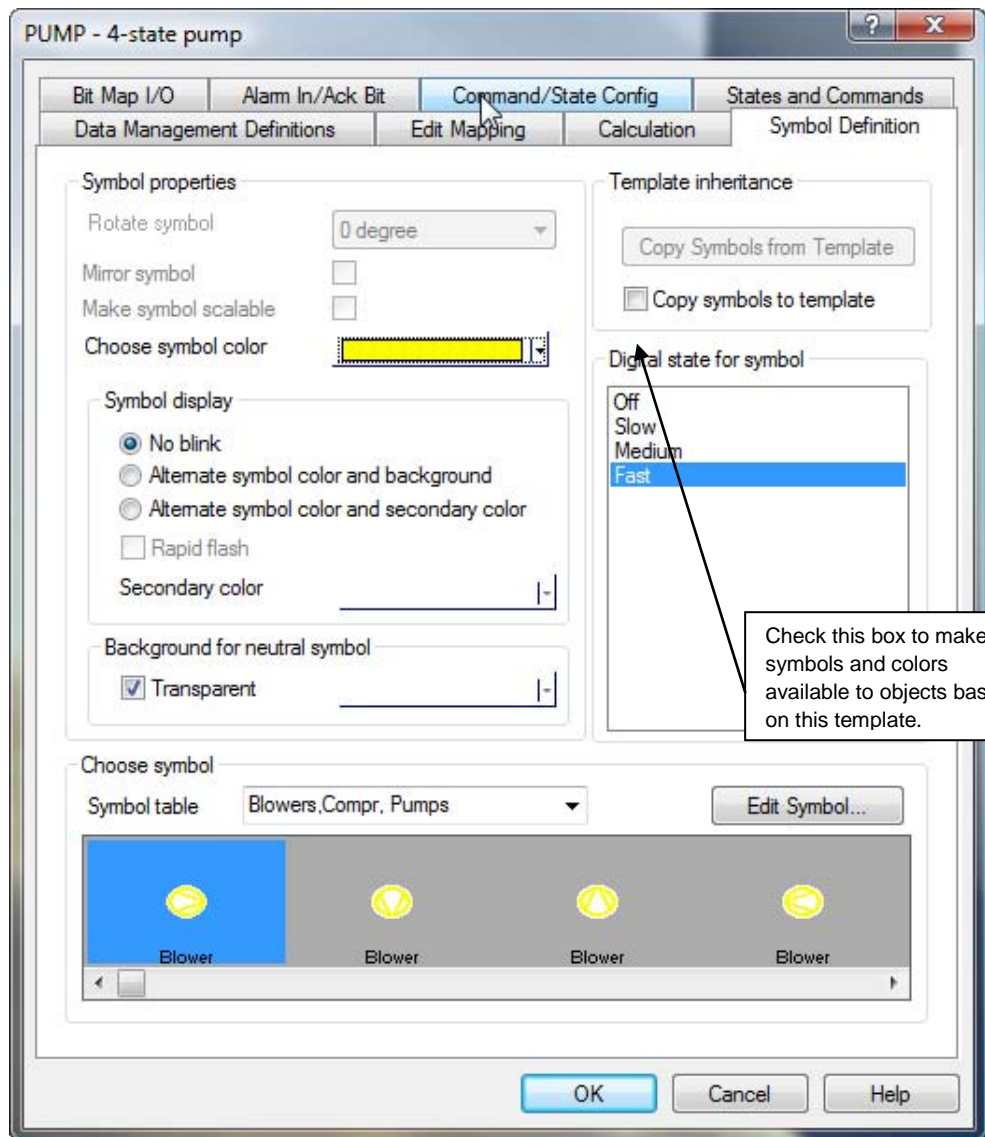 PUMP - 4-state pump
?
X
Bit Map I/O
Alarm In/Ack Bit
Command/State Config
States and Commands
Data Management Definitions
Edit Mapping
Calculation
Symbol Definition
Symbol properties
Rotate symbol
0 degree
Mirror symbol
Make symbol scalable
Choose symbol color
Symbol display
No blink
Alternate symbol color and background
Alternate symbol color and secondary color
Rapid flash
Secondary color
Background for neutral symbol
Transparent
Template inheritance
Copy Symbols from Template
Copy symbols to template
Digital state for symbol
Off
Slow
Medium
Fast
Check this box to make
symbols and colors
available to objects bas
on this template.
Choose symbol
Symbol table
Blowers,Compr, Pumps
Edit Symbol...
Blower
Blower
Blower
Blower
OK
Cancel
Help